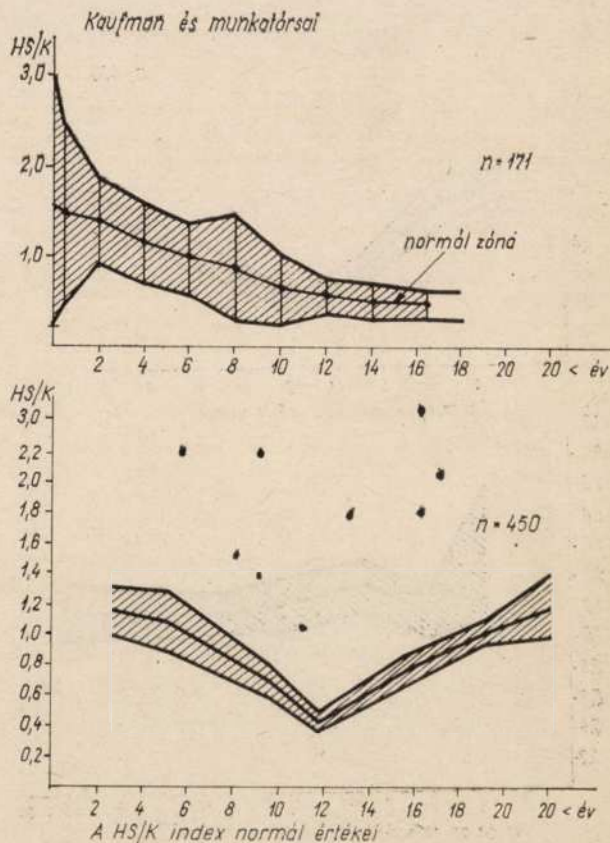 Kaufman és munkatársai
HS/K
3,0
2,0
1,0
n=171
normál zóná
2 4 6 8 10 12 14 16 18 20 20 < év
HS/K
3,0
2,2
2,0
1,8
1,6
1,4
1,2
1,0
0,8
0,6
0,4
0,2
n=450
2 4 6 8 10 12 14 16 18 20 20 < év
A HS/K index normál értékei